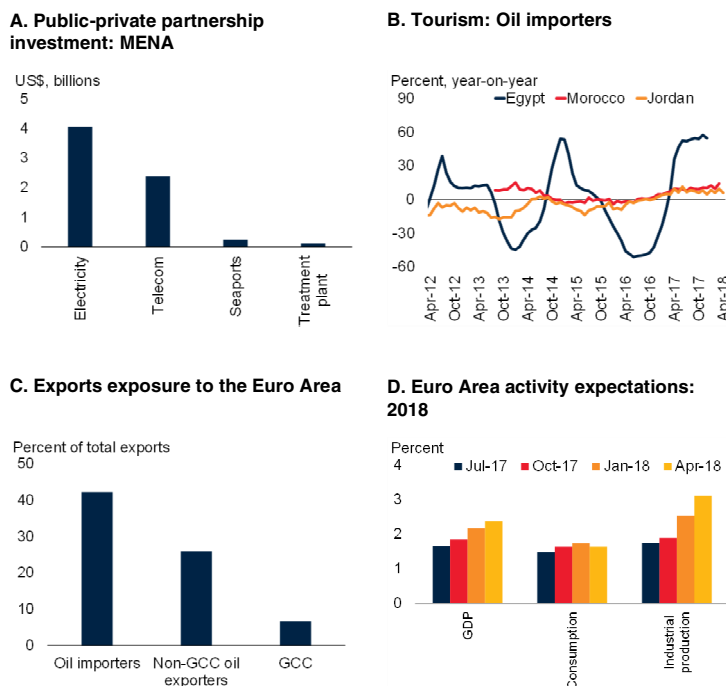 A. Public-private partnership
investment: MENA
US$, billions
5
4
3
2
1
0
Electricity
Telecom
Seaports
Treatment
plant
B. Tourism: Oil importers
Percent, year-on-year
90
Egypt Morocco Jordan
60
30
0
-30
-60
Apr-12
Oct-12
Apr-13
Oct-13
Apr-14
Oct-14
Apr-15
Oct-15
Apr-16
Oct-16
Apr-17
Oct-17
Apr-18
C. Exports exposure to the Euro Area
Percent of total exports
50
40
30
20
10
0
Oil importers
Non-GCC oil
exporters
GCC
D. Euro Area activity expectations:
2018
Percent
4
Jul-17 Oct-17 Jan-18 Apr-18
3
2
1
0
GDP
Consumption
Industrial
production